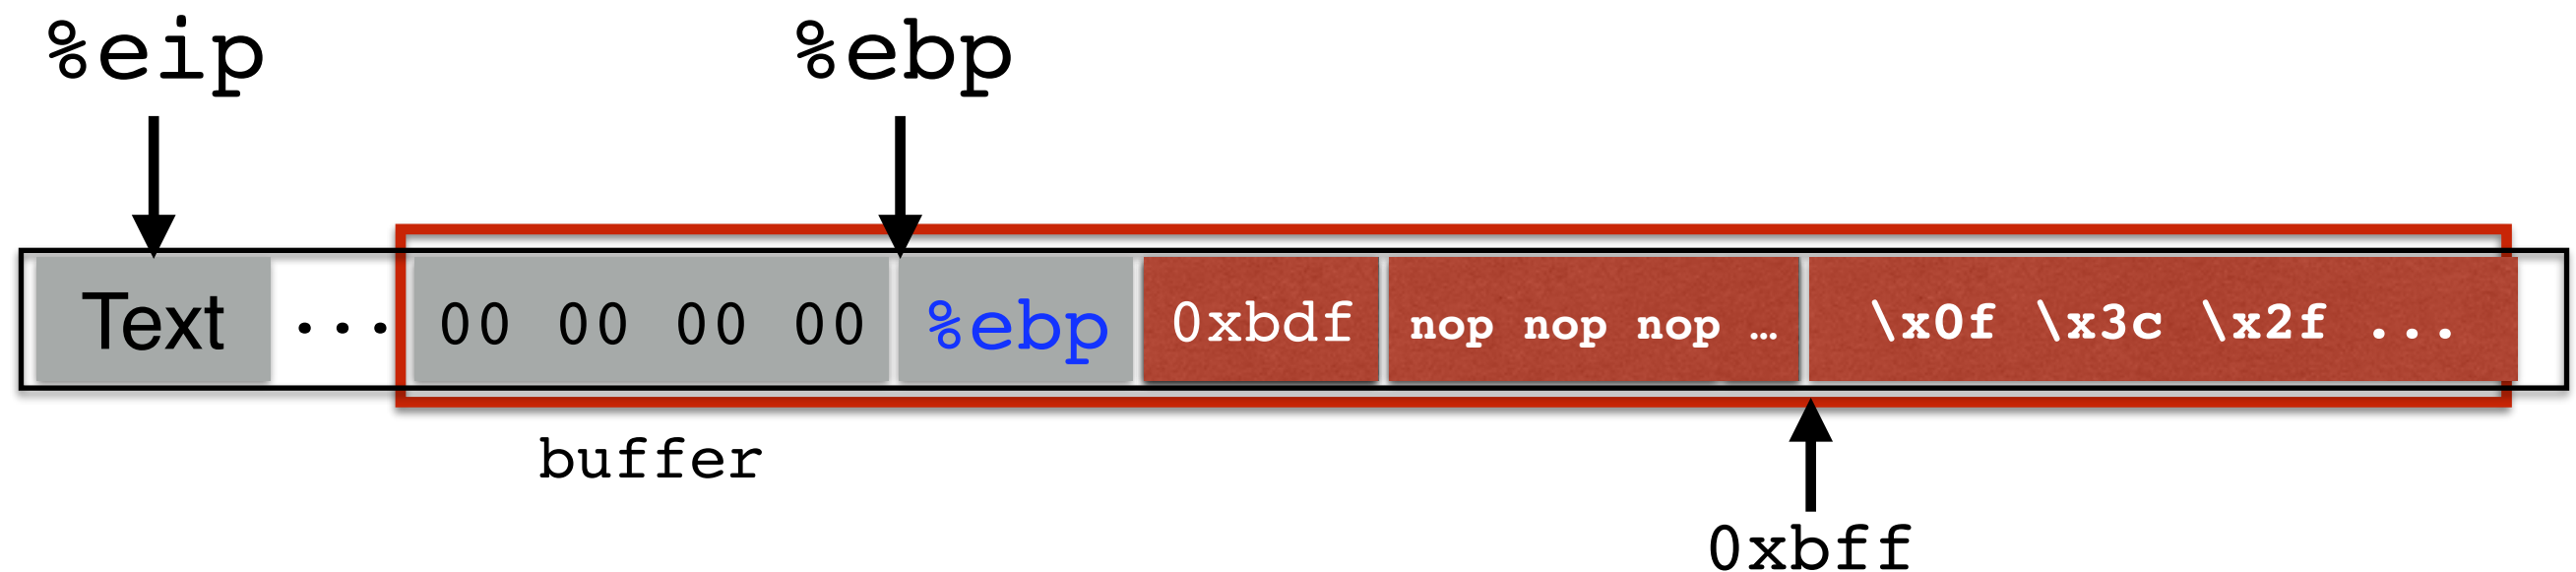 %eip %ebp
Text ... 00 00 00 00 %ebp 0xbdf nop nop nop … \x0f \x3c \x2f ...
buffer
0xbff